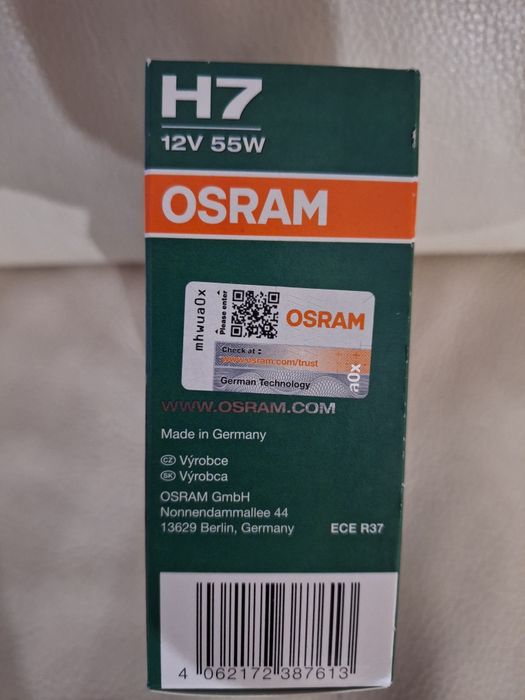 H7
12V 55W
OSRAM
mhwua0x
Please enter
OSRAM
Check at :
www.osram.com/trust
German Technology
a0x
WWW.OSRAM.COM
Made in Germany
CZ Výrobce
SK Výrobca
OSRAM GmbH
Nonnendammallee 44
13629 Berlin, Germany
ECE R37
4 062172 387613